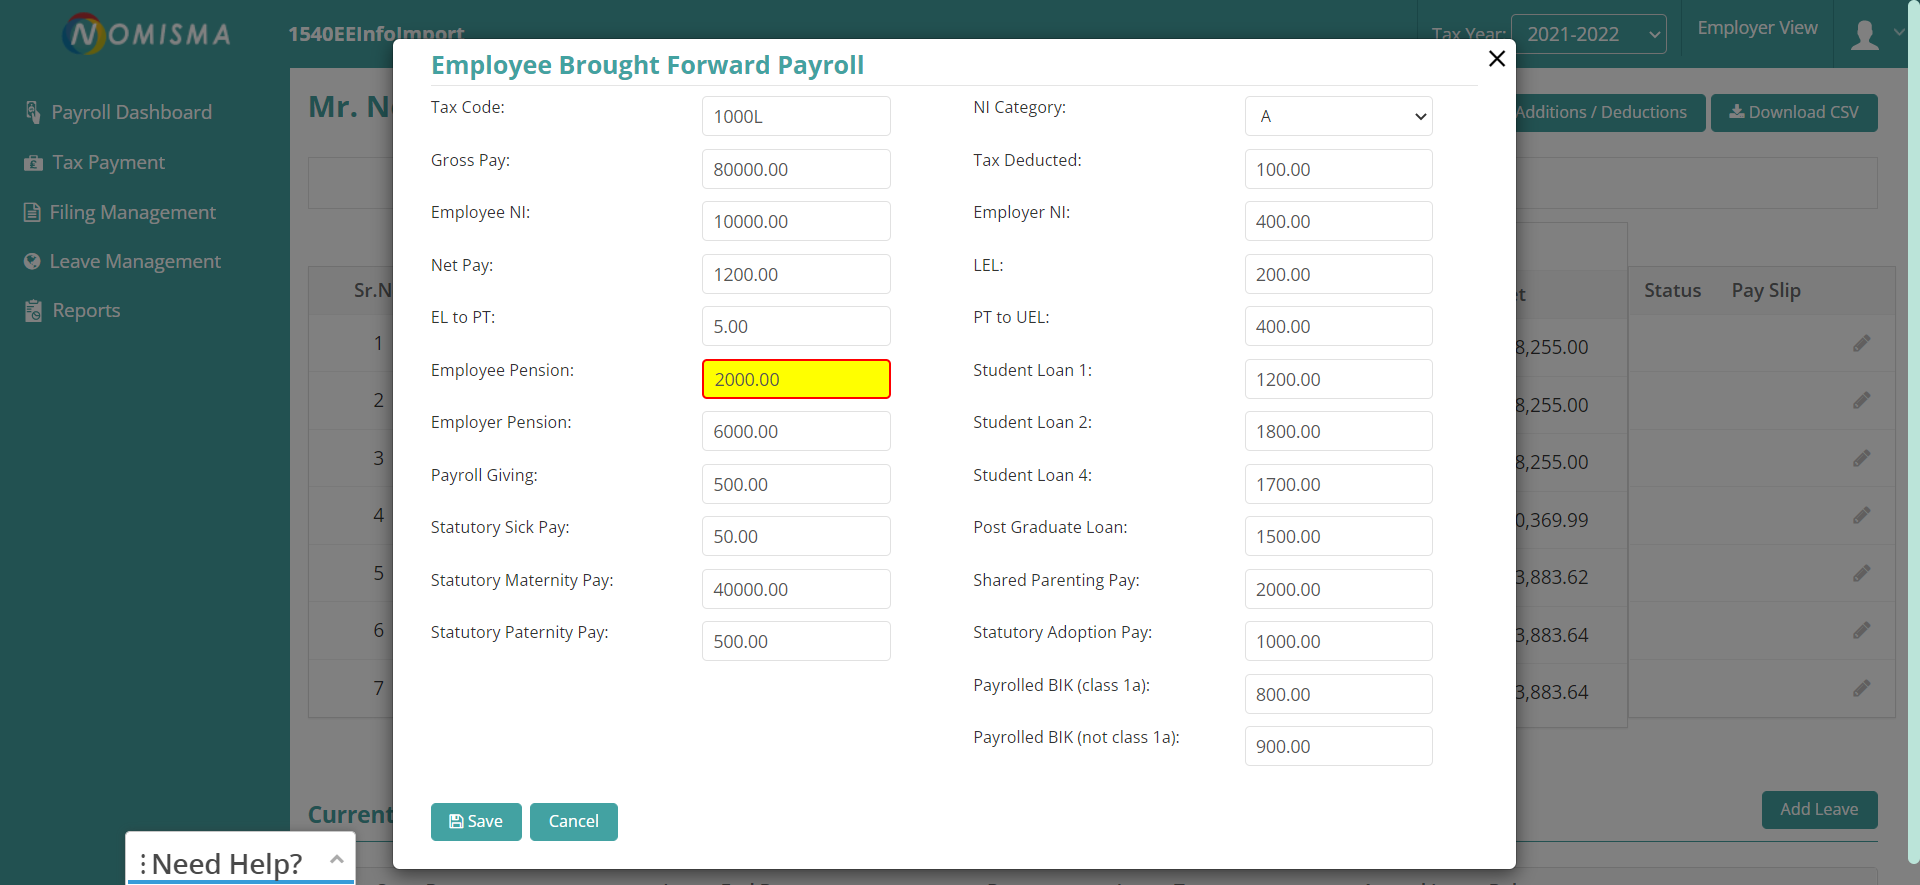 NOMISMA
1540EEInfoImport
Tax Year:
2021-2022
Employer View
Payroll Dashboard
Tax Payment
Filing Management
Leave Management
Reports
Mr.
Additions / Deductions
Download CSV
Employee Brought Forward Payroll
Tax Code:
1000L
NI Category:
A
Gross Pay:
80000.00
Tax Deducted:
100.00
Employee NI:
10000.00
Employer NI:
400.00
Net Pay:
1200.00
LEL:
200.00
EL to PT:
5.00
PT to UEL:
400.00
Employee Pension:
2000.00
Student Loan 1:
1200.00
Employer Pension:
6000.00
Student Loan 2:
1800.00
Payroll Giving:
500.00
Student Loan 4:
1700.00
Statutory Sick Pay:
50.00
Post Graduate Loan:
1500.00
Statutory Maternity Pay:
40000.00
Shared Parenting Pay:
2000.00
Statutory Paternity Pay:
500.00
Statutory Adoption Pay:
1000.00
Payrolled BIK (class 1a):
800.00
Payrolled BIK (not class 1a):
900.00
Save
Cancel
Sr.N
1
2
3
4
5
6
7
Status
Pay Slip
8,255.00
8,255.00
8,255.00
0,369.99
3,883.62
3,883.64
3,883.64
Current
Add Leave
Need Help?